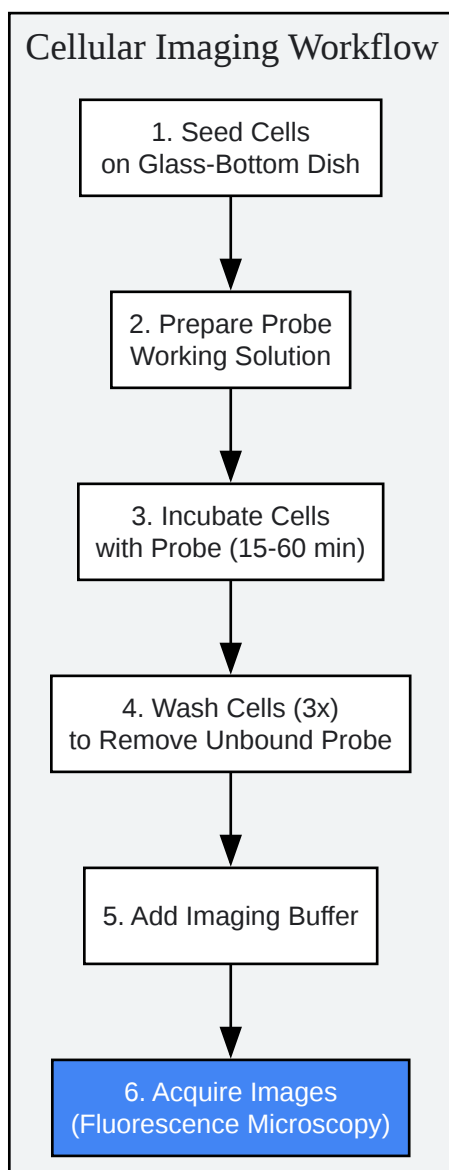 Cellular Imaging Workflow
1. Seed Cells
on Glass-Bottom Dish
2. Prepare Probe
Working Solution
3. Incubate Cells
with Probe (15-60 min)
4. Wash Cells (3x)
to Remove Unbound Probe
5. Add Imaging Buffer
6. Acquire Images
(Fluorescence Microscopy)